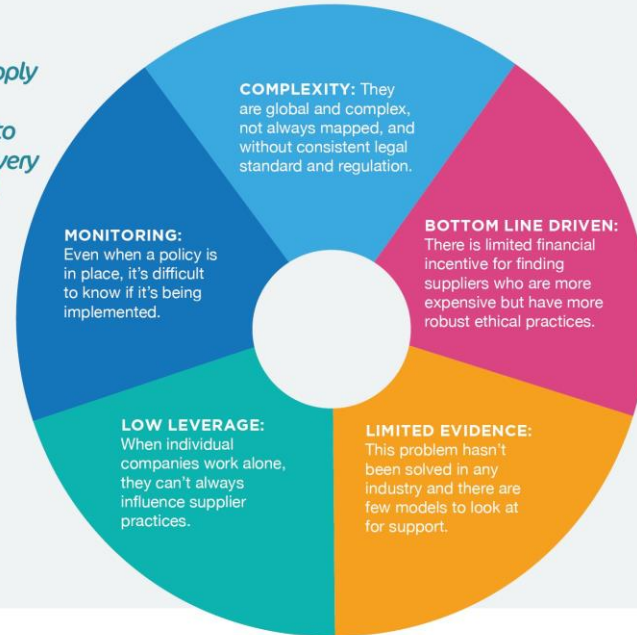 pply
to
very
COMPLEXITY: They
are global and complex,
not always mapped, and
without consistent legal
standard and regulation.
BOTTOM LINE DRIVEN:
There is limited financial
incentive for finding
suppliers who are more
expensive but have more
robust ethical practices.
LIMITED EVIDENCE:
This problem hasn't
been solved in any
industry and there are
few models to look at
for support.
LOW LEVERAGE:
When individual
companies work alone,
they can't always
influence supplier
practices.
MONITORING:
Even when a policy is
in place, it's difficult
to know if it's being
implemented.